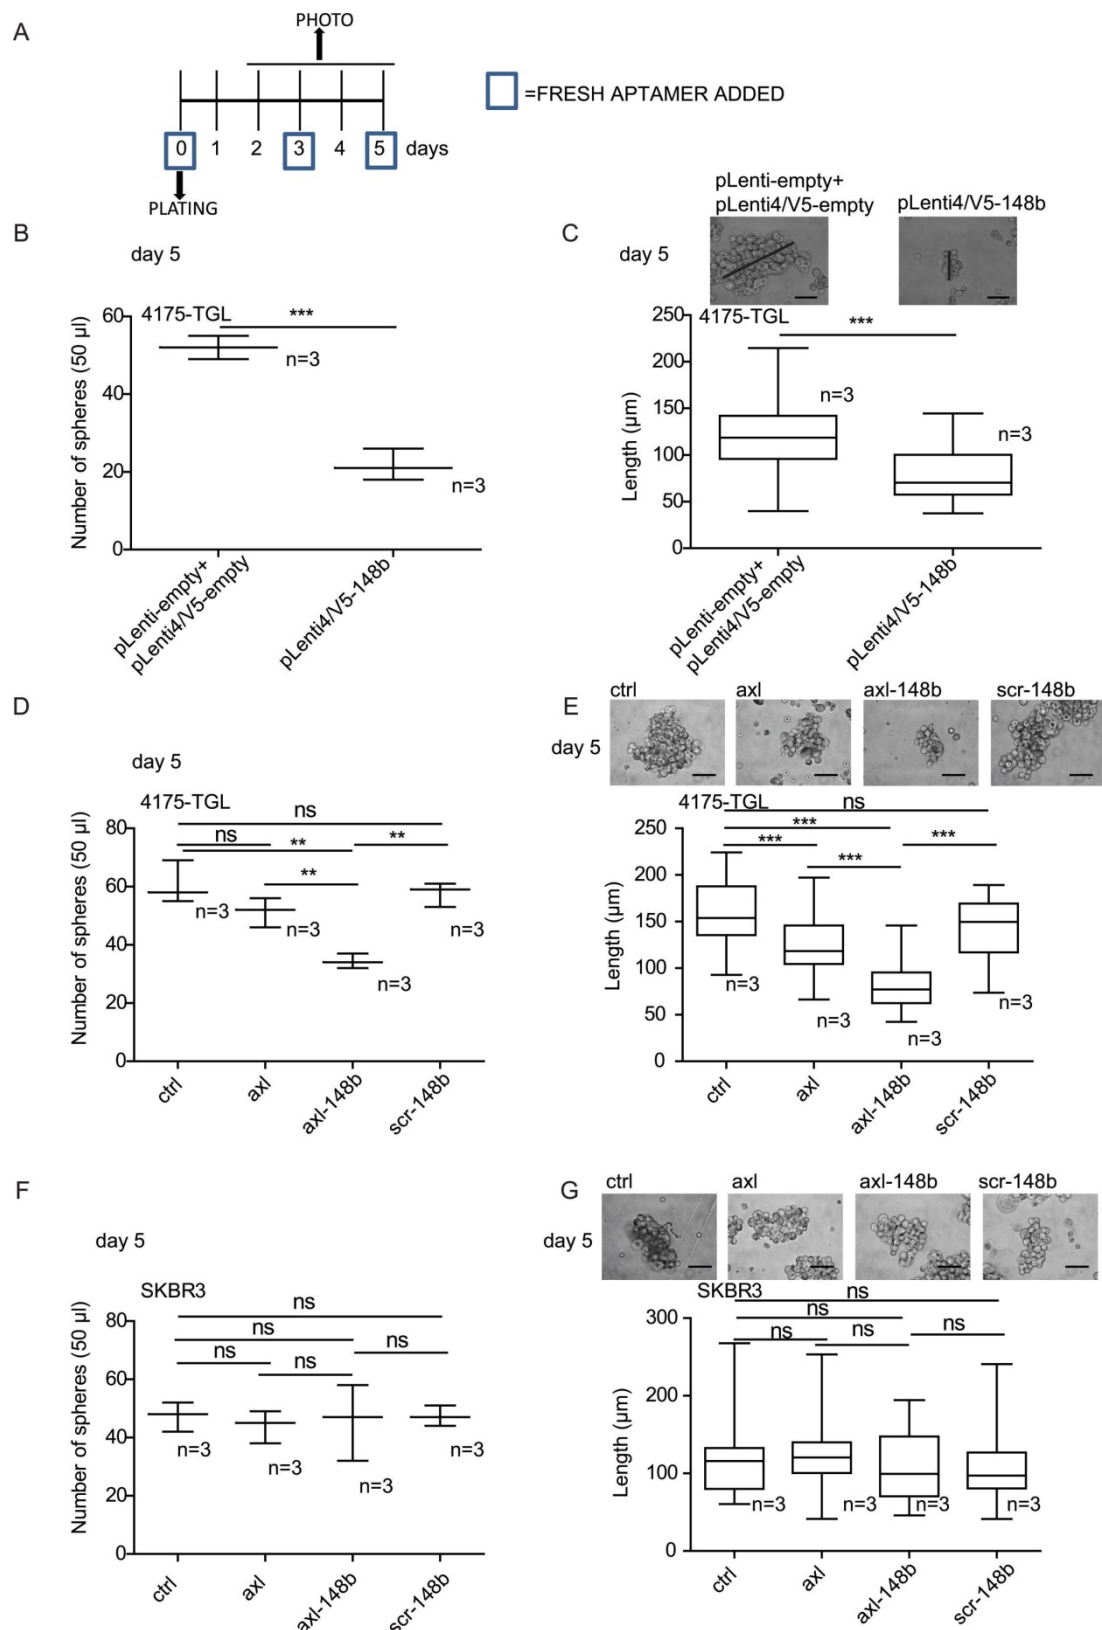 A
PHOTO
0 1 2 3 4 5 days
PLATING
=FRESH APTAMER ADDED
B
day 5
4175-TGL
***
n=3
n=3
Number of spheres (50 µl)
60
40
20
0
pLenti-empty+
pLenti4/V5-empty
pLenti4/V5-148b
C
day 5
pLenti-empty+
pLenti4/V5-empty
pLenti4/V5-148b
4175-TGL
***
n=3
n=3
Length (µm)
250
200
150
100
50
0
pLenti-empty+
pLenti4/V5-empty
pLenti4/V5-148b
D
day 5
4175-TGL
ns
ns
**
**
**
n=3
n=3
n=3
n=3
Number of spheres (50 µl)
80
60
40
20
0
ctrl
axl
axl-148b
scr-148b
E
day 5
ctrl
axl
axl-148b
scr-148b
4175-TGL
ns
***
***
***
***
n=3
n=3
n=3
n=3
Length (µm)
250
200
150
100
50
0
ctrl
axl
axl-148b
scr-148b
F
day 5
SKBR3
ns
ns
ns
ns
ns
n=3
n=3
n=3
n=3
Number of spheres (50 µl)
80
60
40
20
0
ctrl
axl
axl-148b
scr-148b
G
day 5
ctrl
axl
axl-148b
scr-148b
SKBR3
ns
ns
ns
ns
ns
n=3
n=3
n=3
n=3
Length (µm)
300
200
100
0
ctrl
axl
axl-148b
scr-148b